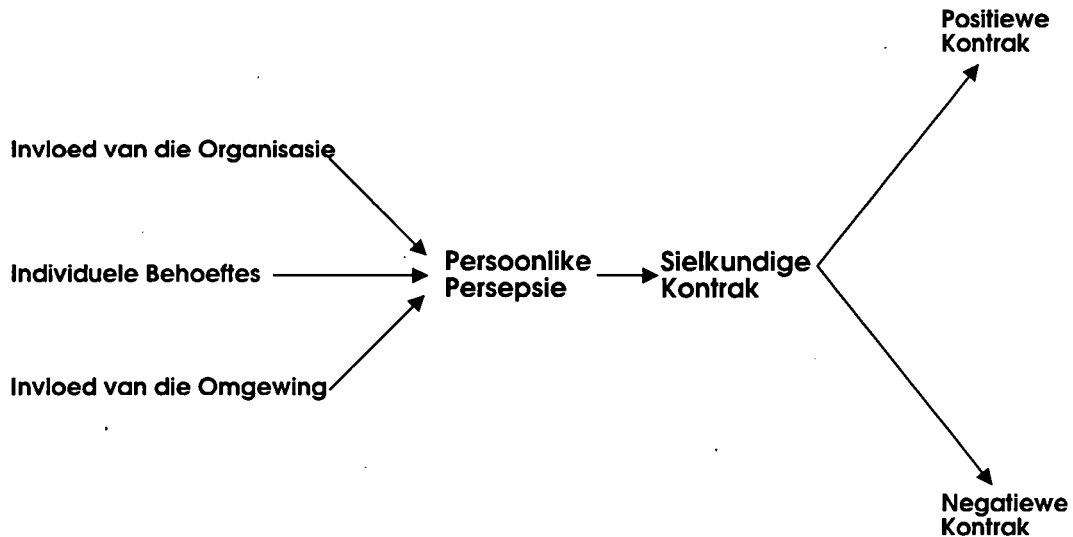 Positiewe
Kontrak
Invloed van die Organisasie
Individuele Behoeftes
Persoonlike
Persepsie
Sielkundige
Kontrak
Invloed van die Omgewing
Negatiewe
Kontrak